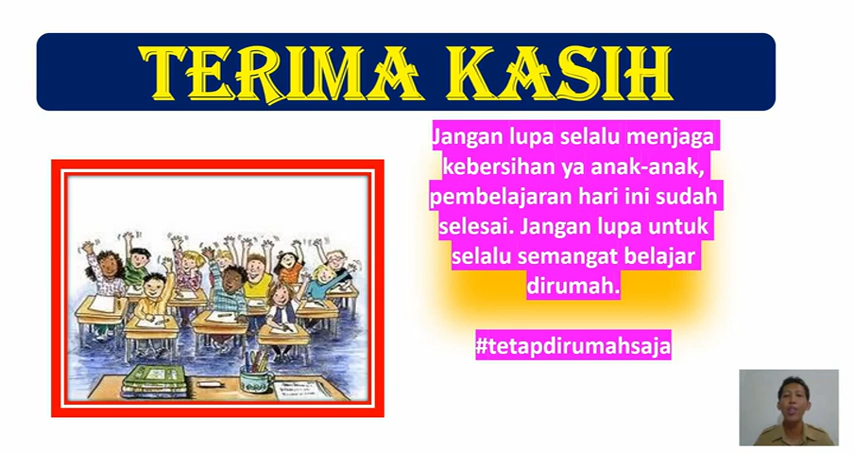 TERIMA KASIH
Jangan lupa selalu menjaga
kebersihan ya anak-anak,
pembelajaran hari ini sudah
selesai. Jangan lupa untuk
selalu semangat belajar
dirumah.
#tetapdirumahsaja